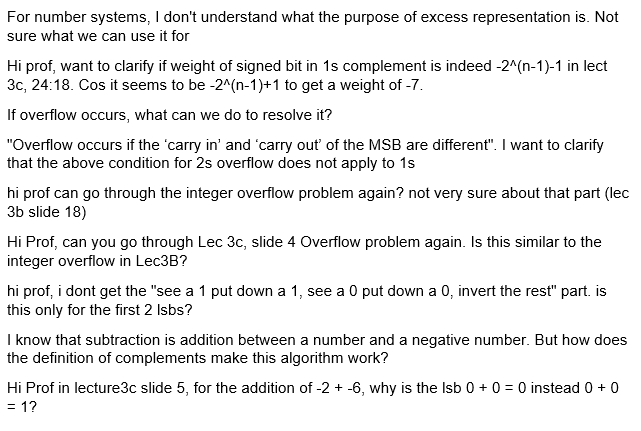 For number systems, I don't understand what the purpose of excess representation is. Not
sure what we can use it for
Hi prof, want to clarify if weight of signed bit in 1s complement is indeed -2^(n-1)-1 in lect
3c, 24:18. Cos it seems to be -2^(n-1)+1 to get a weight of -7.
If overflow occurs, what can we do to resolve it?
"Overflow occurs if the ‘carry in’ and ‘carry out’ of the MSB are different". I want to clarify
that the above condition for 2s overflow does not apply to 1s
hi prof can go through the integer overflow problem again? not very sure about that part (lec
3b slide 18)
Hi Prof, can you go through Lec 3c, slide 4 Overflow problem again. Is this similar to the
integer overflow in Lec3B?
hi prof, i dont get the "see a 1 put down a 1, see a 0 put down a 0, invert the rest" part. is
this only for the first 2 lsbs?
I know that subtraction is addition between a number and a negative number. But how does
the definition of complements make this algorithm work?
Hi Prof in lecture3c slide 5, for the addition of -2 + -6, why is the lsb 0 + 0 = 0 instead 0 + 0
= 1?